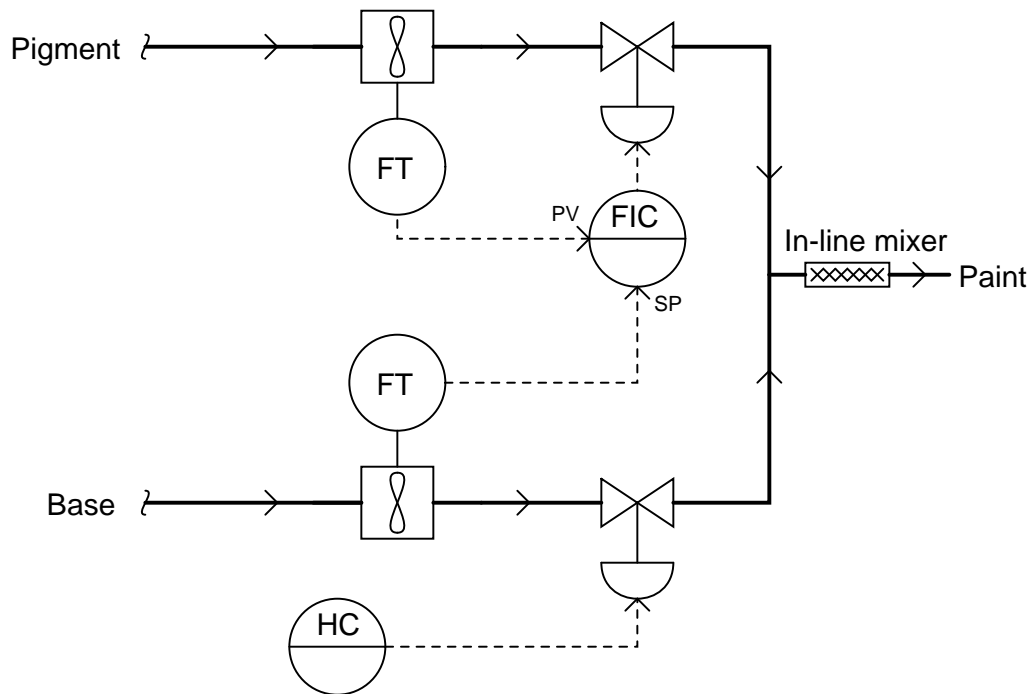 Pigment
FT
PV
FIC
In-line mixer
Paint
SP
FT
Base
HC